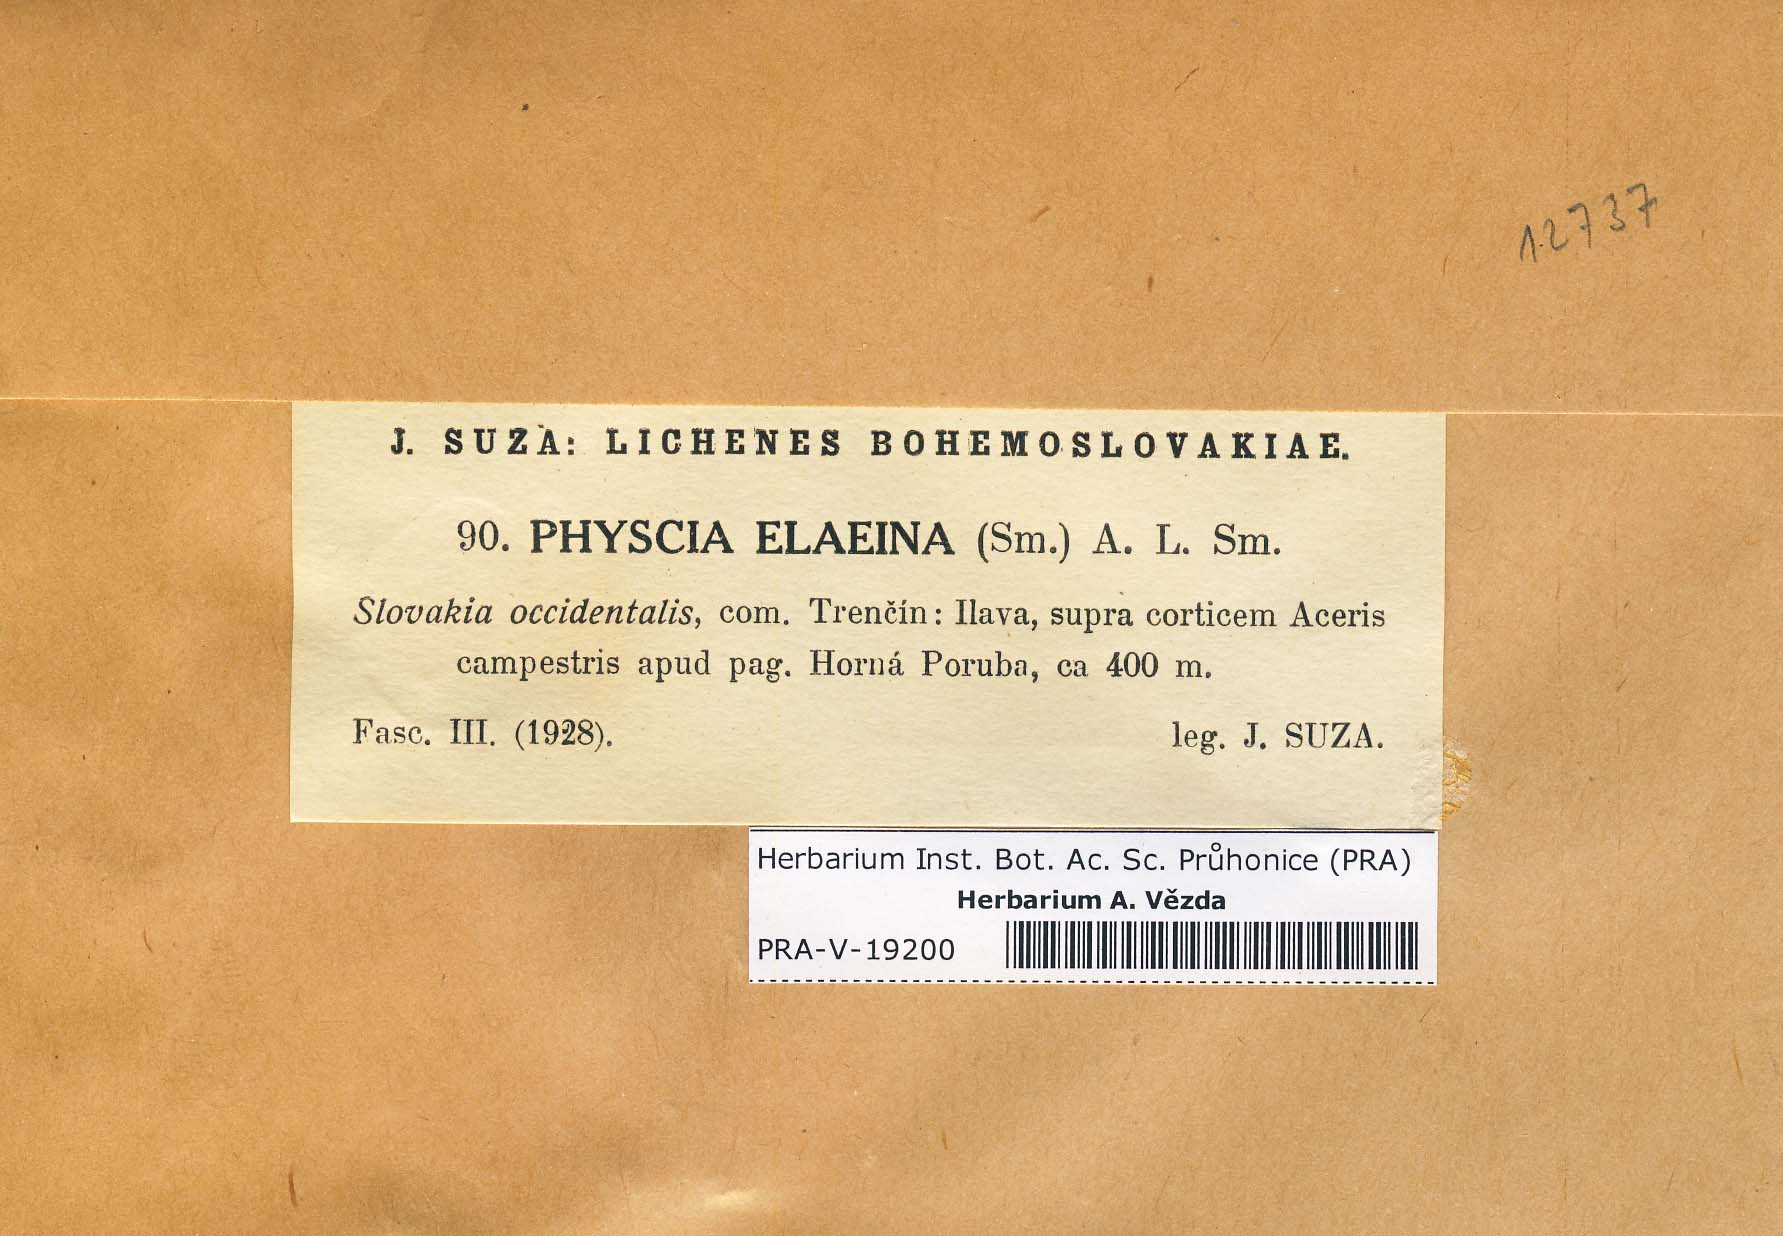 12737
J. SUZA: LICHENES BOHEMOSLOVAKIAE.
90. PHYSCIA ELAEINA (Sm.) A. L. Sm.
Slovakia occidentalis, com. Trenčín: Ilava, supra corticem Aceris
campestris apud pag. Horná Poruba, ca 400 m.
Fasc. III. (1928). leg. J. SUZA.
Herbarium Inst. Bot. Ac. Sc. Průhonice (PRA)
Herbarium A. Vězda
PRA-V-19200